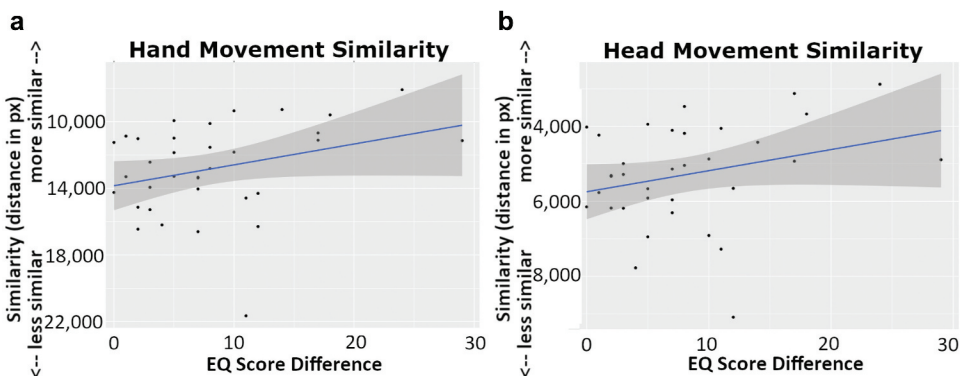 a
Hand Movement Similarity
Similarity (distance in px)
<-- less similar more similar -->
10,000
14,000
18,000
22,000
0
10
20
30
EQ Score Difference
b
Head Movement Similarity
Similarity (distance in px)
<-- less similar more similar -->
4,000
6,000
8,000
0
10
20
30
EQ Score Difference